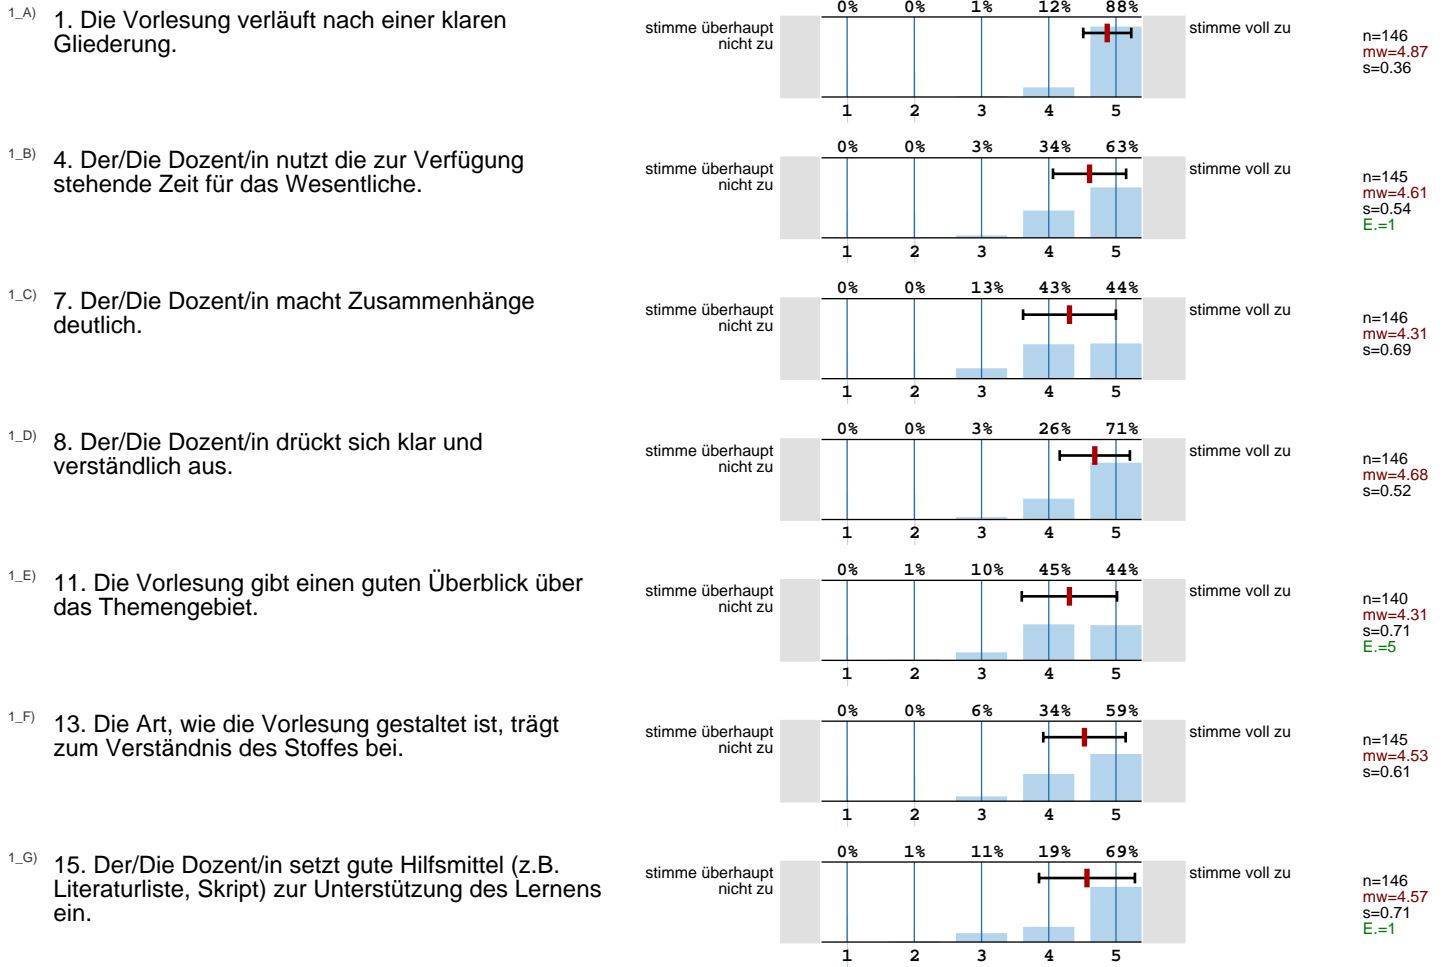 1_A) 1. Die Vorlesung verläuft nach einer klaren
Gliederung.
stimme überhaupt
nicht zu
0% 0% 1% 12% 88%
1 2 3 4 5
stimme voll zu
n=146
mw=4.87
s=0.36
1_B) 4. Der/Die Dozent/in nutzt die zur Verfügung
stehende Zeit für das Wesentliche.
stimme überhaupt
nicht zu
0% 0% 3% 34% 63%
1 2 3 4 5
stimme voll zu
n=145
mw=4.61
s=0.54
E.=1
1_C) 7. Der/Die Dozent/in macht Zusammenhänge
deutlich.
stimme überhaupt
nicht zu
0% 0% 13% 43% 44%
1 2 3 4 5
stimme voll zu
n=146
mw=4.31
s=0.69
1_D) 8. Der/Die Dozent/in drückt sich klar und
verständlich aus.
stimme überhaupt
nicht zu
0% 0% 3% 26% 71%
1 2 3 4 5
stimme voll zu
n=146
mw=4.68
s=0.52
1_E) 11. Die Vorlesung gibt einen guten Überblick über
das Themengebiet.
stimme überhaupt
nicht zu
0% 1% 10% 45% 44%
1 2 3 4 5
stimme voll zu
n=140
mw=4.31
s=0.71
E.=5
1_F) 13. Die Art, wie die Vorlesung gestaltet ist, trägt
zum Verständnis des Stoffes bei.
stimme überhaupt
nicht zu
0% 0% 6% 34% 59%
1 2 3 4 5
stimme voll zu
n=145
mw=4.53
s=0.61
1_G) 15. Der/Die Dozent/in setzt gute Hilfsmittel (z.B.
Literaturliste, Skript) zur Unterstützung des Lernens
ein.
stimme überhaupt
nicht zu
0% 1% 11% 19% 69%
1 2 3 4 5
stimme voll zu
n=146
mw=4.57
s=0.71
E.=1